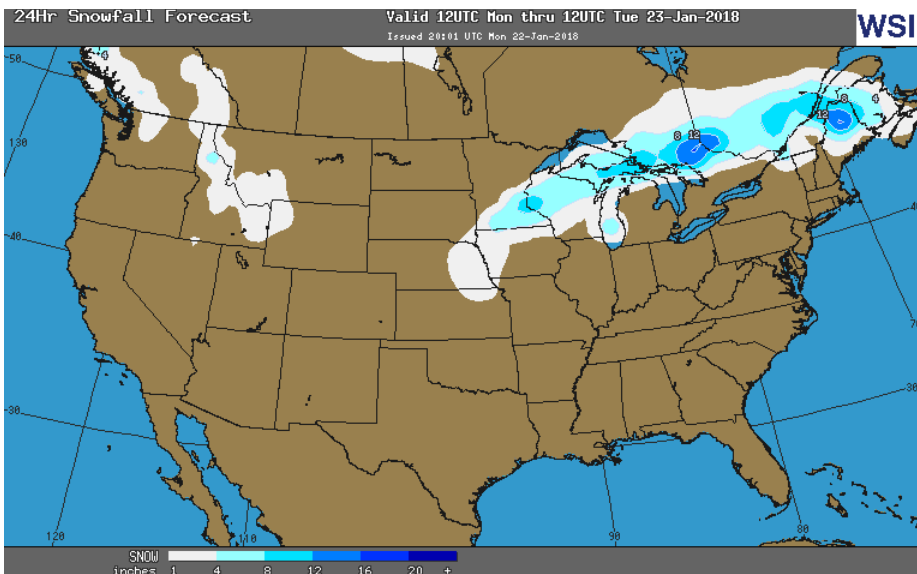 24Hr Snowfall Forecast
Valid 12UTC Mon thru 12UTC Tue 23-Jan-2018
WSI
Issued 20:01 UTC Mon 22-Jan-2018
-50
4
8
4
12
130
8
12
-40
-30
30
120
110
90
80
SNOW
inches 1 4 8 12 16 20 +